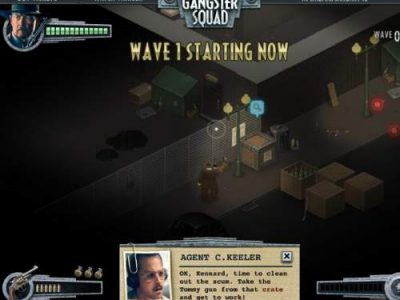 GANGSTER
SQUAD
WAVE 1 STARTING NOW
WAVE 0
AGENT C.KEELER
OK, Kennard, time to clean
out the scum. Take the
Tommy gun from that crate
and get to work!